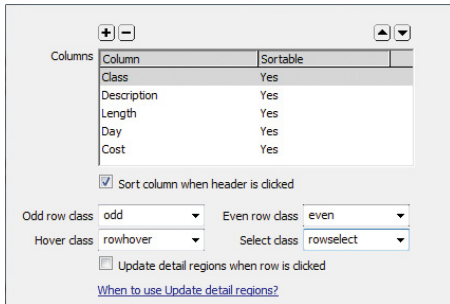 Columns Column Sortable
Class Yes
Description Yes
Length Yes
Day Yes
Cost Yes
Sort column when header is clicked
Odd row class odd Even row class even
Hover class rowhover Select class rowselect
Update detail regions when row is clicked
When to use Update detail regions?